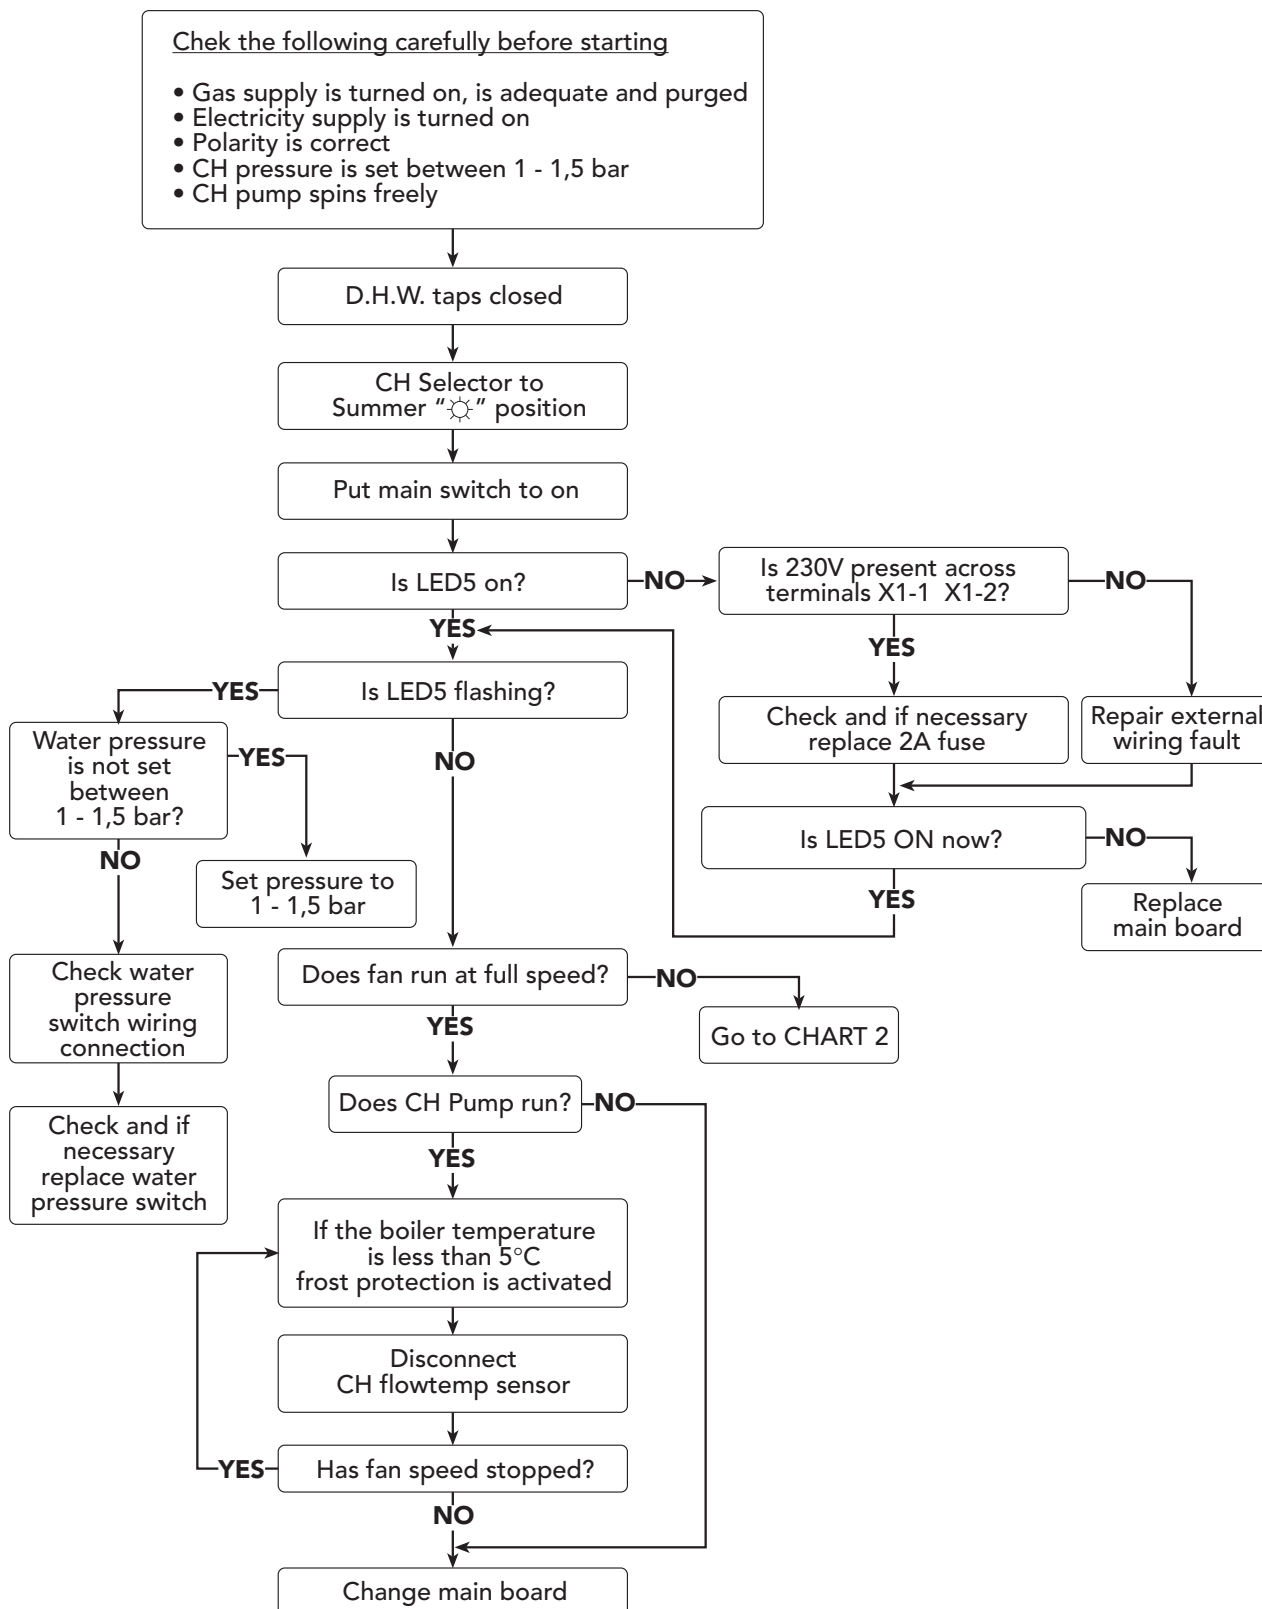 Chek the following carefully before starting
• Gas supply is turned on, is adequate and purged
• Electricity supply is turned on
• Polarity is correct
• CH pressure is set between 1 - 1,5 bar
• CH pump spins freely
D.H.W. taps closed
CH Selector to
Summer “☼” position
Put main switch to on
Is LED5 on?
NO
Is 230V present across
terminals X1-1 X1-2?
NO
YES
YES
Check and if necessary
replace 2A fuse
Repair external
wiring fault
Is LED5 flashing?
YES
Water pressure
is not set
between
1 - 1,5 bar?
YES
NO
NO
Set pressure to
1 - 1,5 bar
Is LED5 ON now?
NO
YES
Replace
main board
Check water
pressure
switch wiring
connection
Check and if
necessary
replace water
pressure switch
Does fan run at full speed?
NO
Go to CHART 2
YES
Does CH Pump run?
NO
YES
If the boiler temperature
is less than 5°C
frost protection is activated
Disconnect
CH flowtemp sensor
Has fan speed stopped?
YES
NO
Change main board